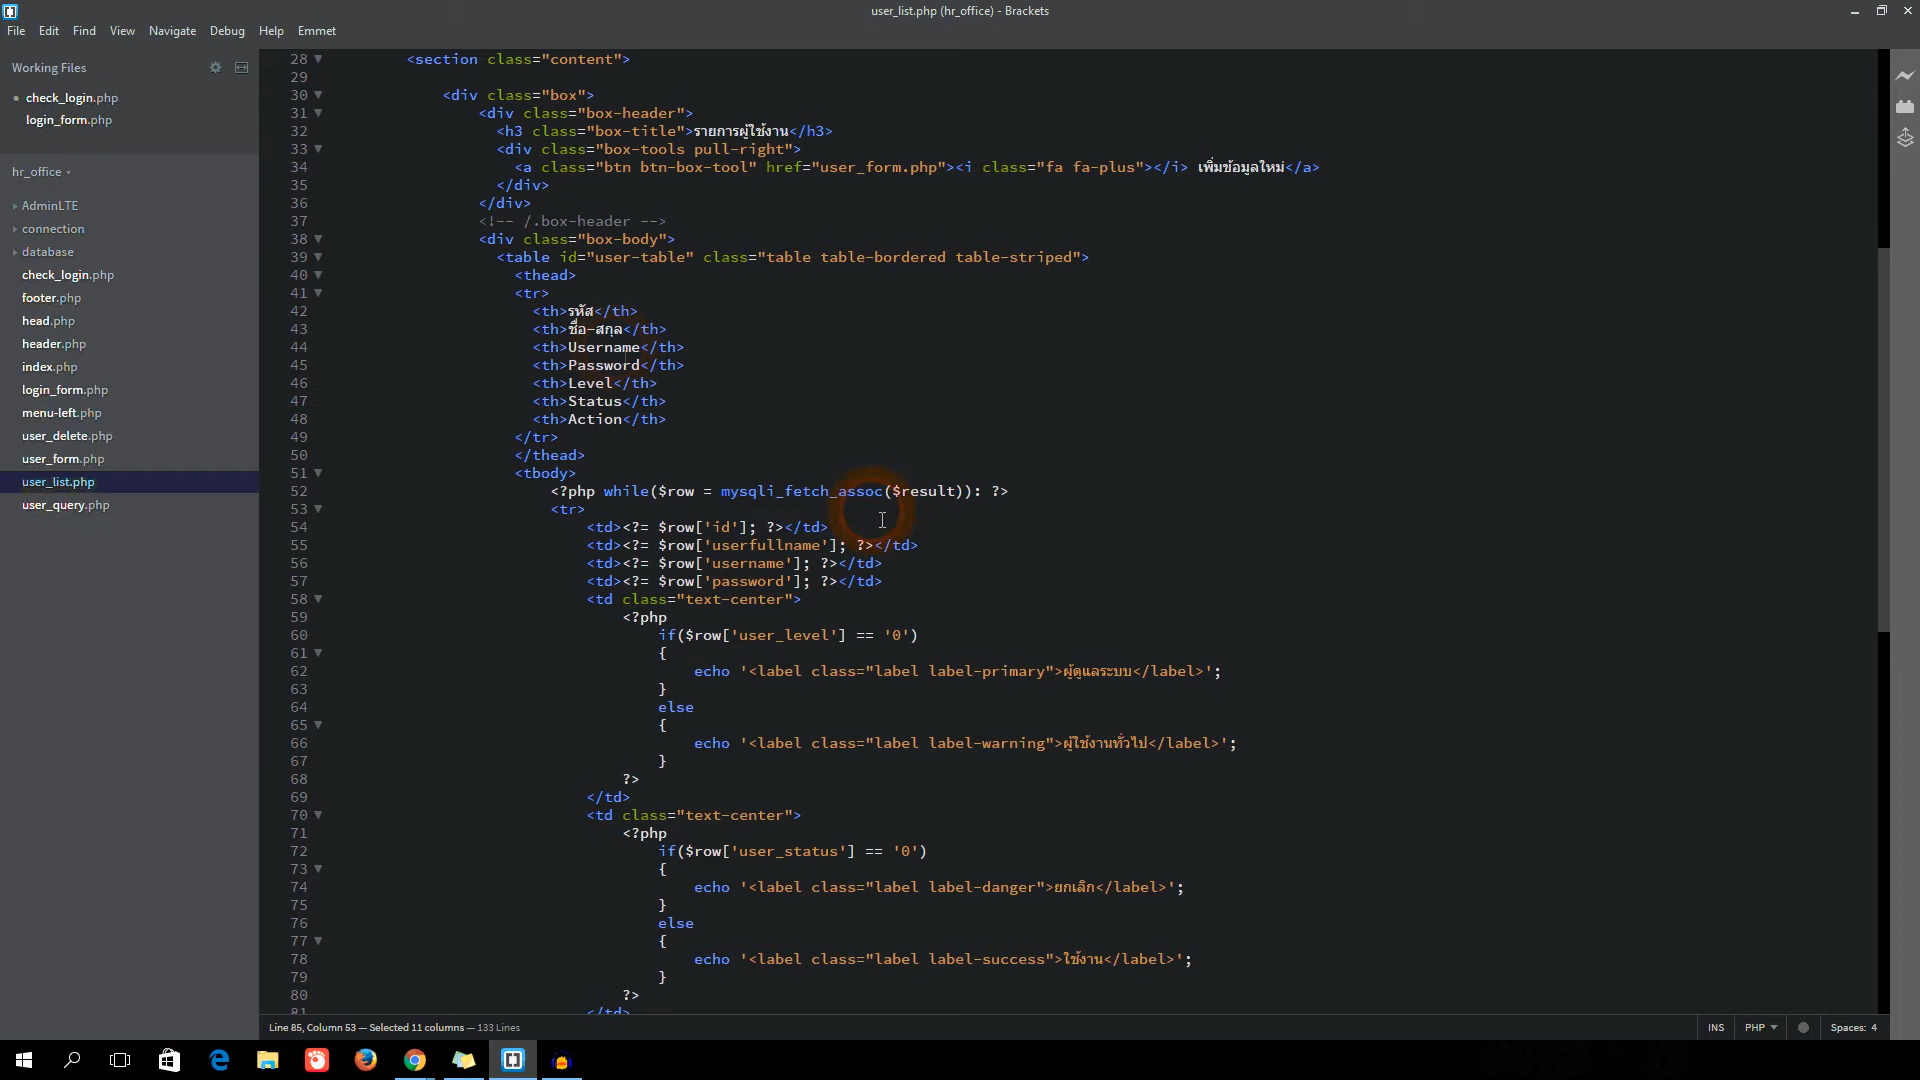 user_list.php (hr_office) - Brackets
File Edit Find View Navigate Debug Help Emmet
Working Files
check_login.php
login_form.php
hr_office
AdminLTE
connection
database
check_login.php
footer.php
head.php
header.php
index.php
login_form.php
menu-left.php
user_delete.php
user_form.php
user_list.php
user_query.php
28 <section class="content">
29
30 <div class="box">
31 <div class="box-header">
32 <h3 class="box-title">รายการผู้ใช้งาน</h3>
33 <div class="box-tools pull-right">
34 <a class="btn btn-box-tool" href="user_form.php"><i class="fa fa-plus"></i> เพิ่มข้อมูลใหม่</a>
35 </div>
36 </div>
37 <!-- /.box-header -->
38 <div class="box-body">
39 <table id="user-table" class="table table-bordered table-striped">
40 <thead>
41 <tr>
42 <th>รหัส</th>
43 <th>ชื่อ-สกุล</th>
44 <th>Username</th>
45 <th>Password</th>
46 <th>Level</th>
47 <th>Status</th>
48 <th>Action</th>
49 </tr>
50 </thead>
51 <tbody>
52 <?php while($row = mysqli_fetch_assoc($result)): ?>
53 <tr>
54 <td><?= $row['id']; ?></td>
55 <td><?= $row['userfullname']; ?></td>
56 <td><?= $row['username']; ?></td>
57 <td><?= $row['password']; ?></td>
58 <td class="text-center">
59 <?php
60 if($row['user_level'] == '0')
61 {
62 echo '<label class="label label-primary">ผู้ดูแลระบบ</label>';
63 }
64 else
65 {
66 echo '<label class="label label-warning">ผู้ใช้งานทั่วไป</label>';
67 }
68 ?>
69 </td>
70 <td class="text-center">
71 <?php
72 if($row['user_status'] == '0')
73 {
74 echo '<label class="label label-danger">ยกเลิก</label>';
75 }
76 else
77 {
78 echo '<label class="label label-success">ใช้งาน</label>';
79 }
80 ?>
81 </td>
Line 85, Column 53 — Selected 11 columns — 133 Lines
INS PHP Spaces: 4